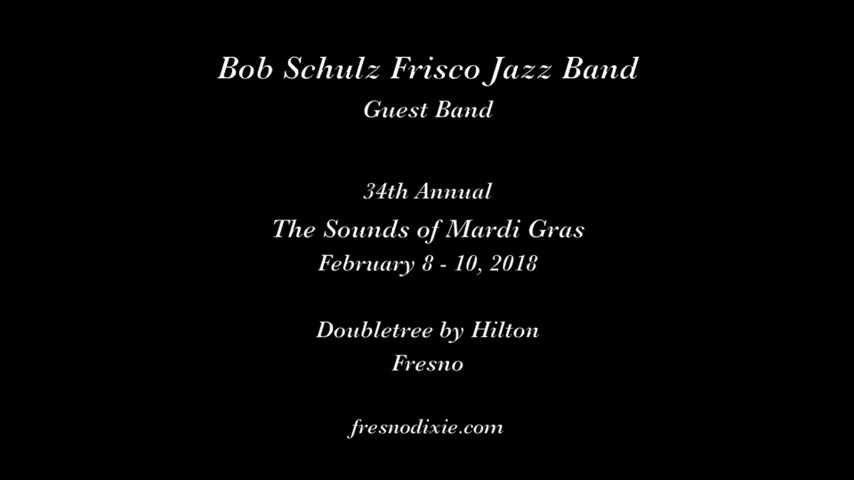 Bob Schulz Frisco Jazz Band
Guest Band
34th Annual
The Sounds of Mardi Gras
February 8 - 10, 2018
Doubletree by Hilton
Fresno
fresnodixie.com